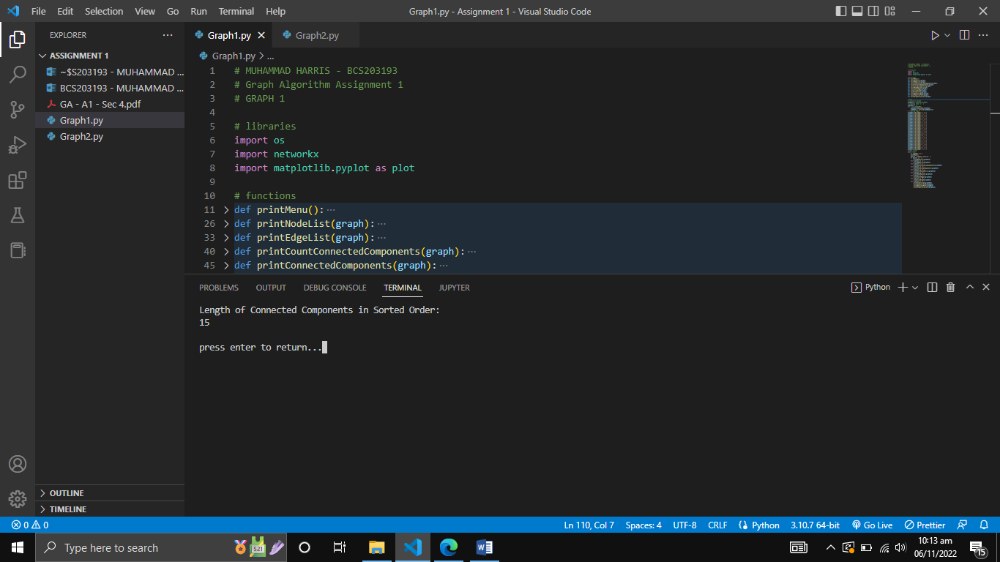 File Edit Selection View Go Run Terminal Help
Graph1.py - Assignment 1 - Visual Studio Code
EXPLORER
ASSIGNMENT 1
~$S203193 - MUHAMMAD ...
BCS203193 - MUHAMMAD ...
GA - A1 - Sec 4.pdf
Graph1.py
Graph2.py
OUTLINE
TIMELINE
Graph1.py Graph2.py
Graph1.py > ...
1 # MUHAMMAD HARRIS - BCS203193
2 # Graph Algorithm Assignment 1
3 # GRAPH 1
4
5 # libraries
6 import os
7 import networkx
8 import matplotlib.pyplot as plot
9
10 # functions
11 > def printMenu(): ...
26 > def printNodeList(graph): ...
33 > def printEdgeList(graph): ...
40 > def printCountConnectedComponents(graph): ...
45 > def printConnectedComponents(graph): ...
PROBLEMS OUTPUT DEBUG CONSOLE TERMINAL JUPYTER
Python
Length of Connected Components in Sorted Order:
15
press enter to return...
0 0
Ln 110, Col 7 Spaces: 4 UTF-8 CRLF Python 3.10.7 64-bit Go Live Prettier
Type here to search
521
10:13 am
06/11/2022
15